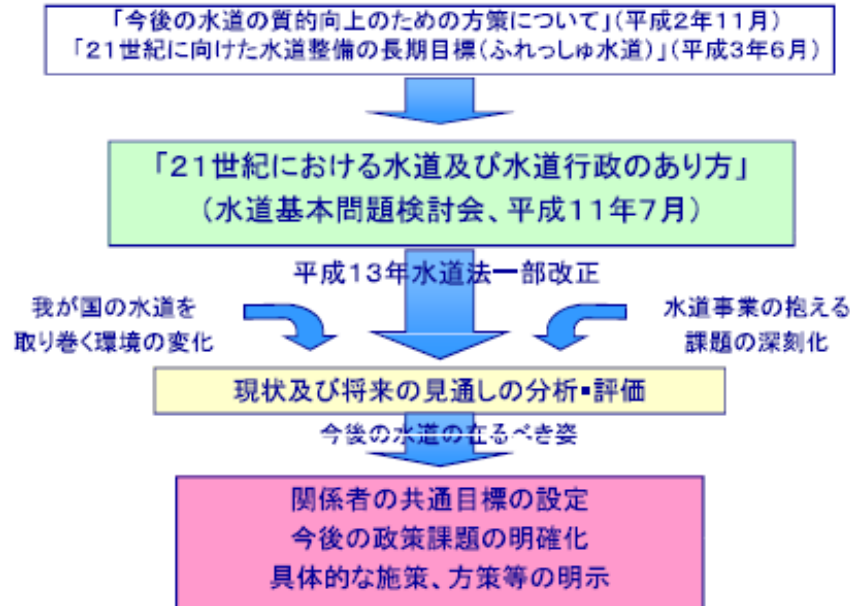 「今後の水道の質的向上のための方策について」(平成2年11月)
「21世紀に向けた水道整備の長期目標(ふれっしゅ水道)」(平成3年6月)
「21世紀における水道及び水道行政のあり方」
(水道基本問題検討会、平成11年7月)
平成13年水道法一部改正
我が国の水道を
取り巻く環境の変化
水道事業の抱える
課題の深刻化
現状及び将来の見通しの分析・評価
今後の水道の在るべき姿
関係者の共通目標の設定
今後の政策課題の明確化
具体的な施策、方策等の明示